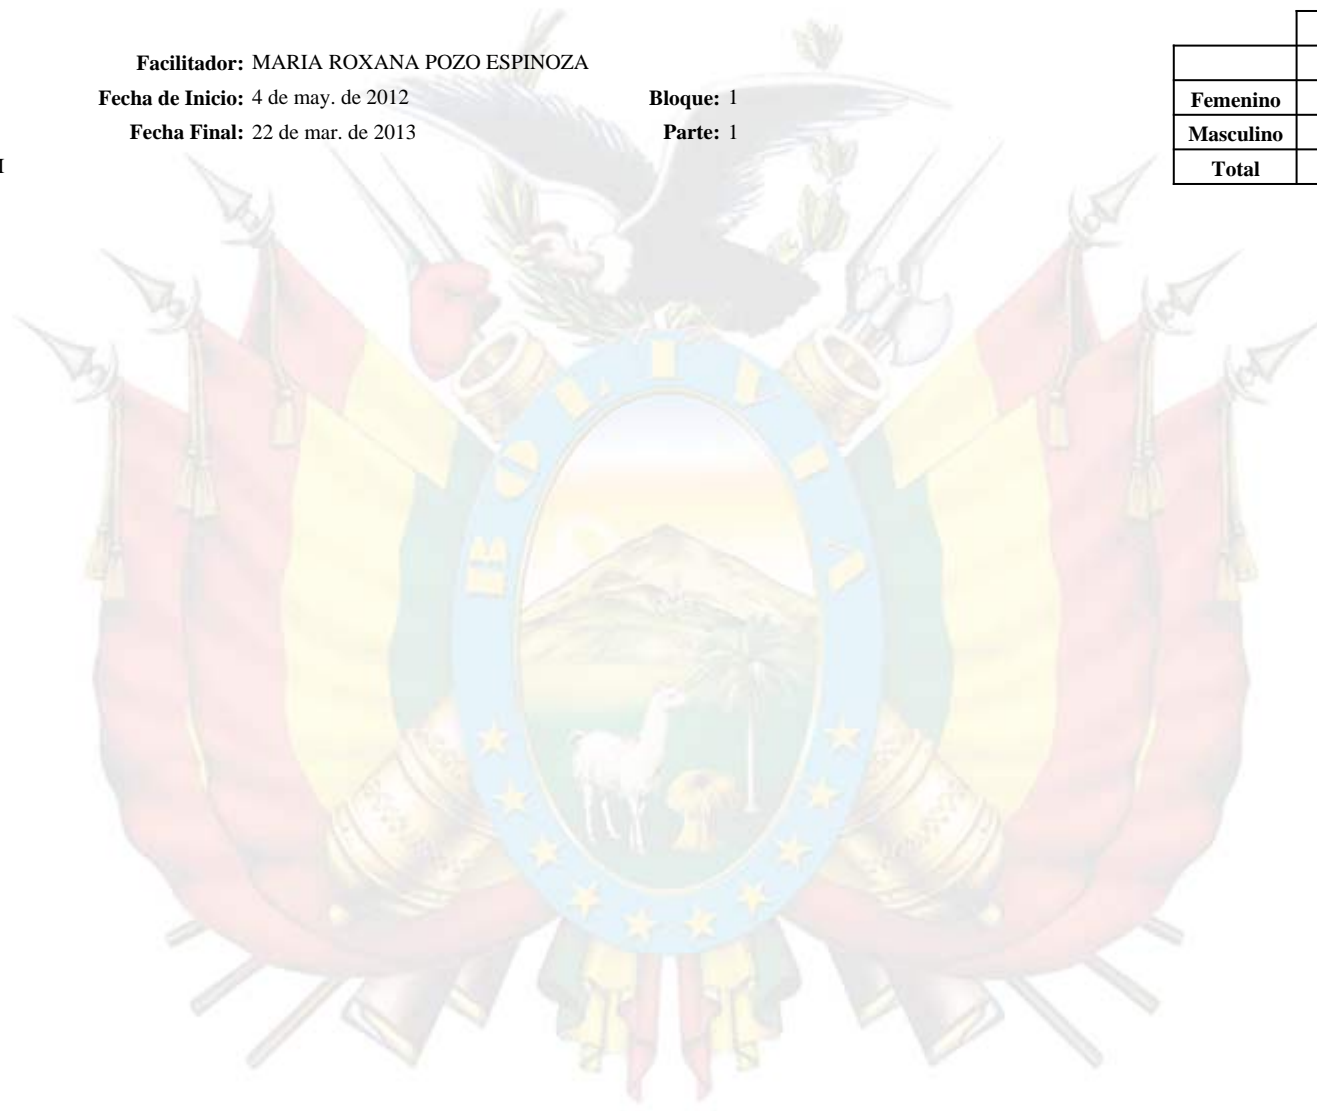 Facilitador: MARIA ROXANA POZO ESPINOZA
Fecha de Inicio: 4 de may. de 2012 Bloque: 1
Fecha Final: 22 de mar. de 2013 Parte: 1
Femenino
Masculino
Total
BOLIVIA